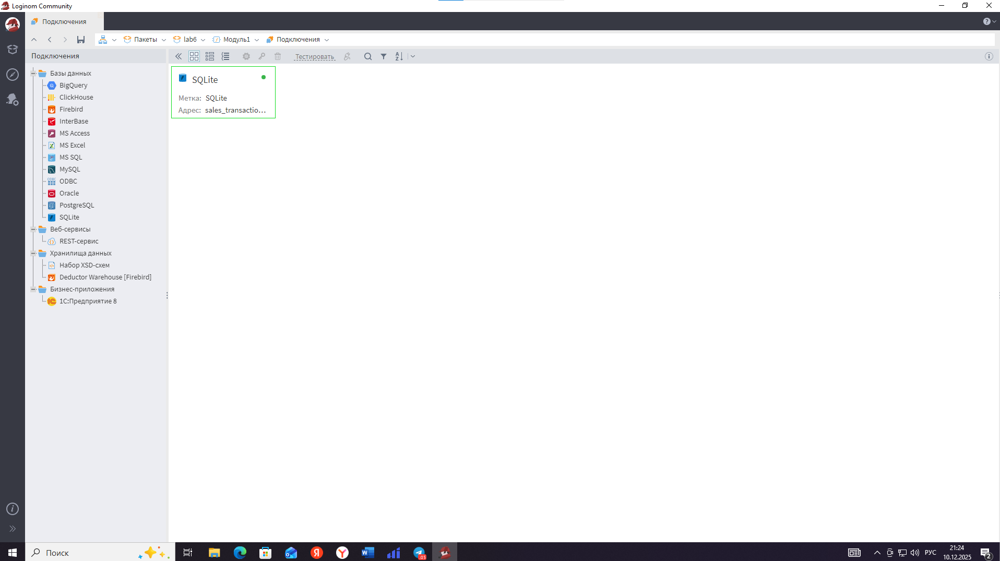 Loginom Community
Подключения
Пакеты
lab6
Модуль1
Подключения
Подключения
Тестировать
Базы данных
BigQuery
ClickHouse
Firebird
InterBase
MS Access
MS Excel
MS SQL
MySQL
ODBC
Oracle
PostgreSQL
SQLite
Веб-сервисы
REST-сервис
Хранилища данных
Набор XSD-схем
Deductor Warehouse [Firebird]
Бизнес-приложения
1С:Предприятие 8
SQLite
Метка: SQLite
Адрес: sales_transactio...
Поиск
РУС
21:24
10.12.2025
2